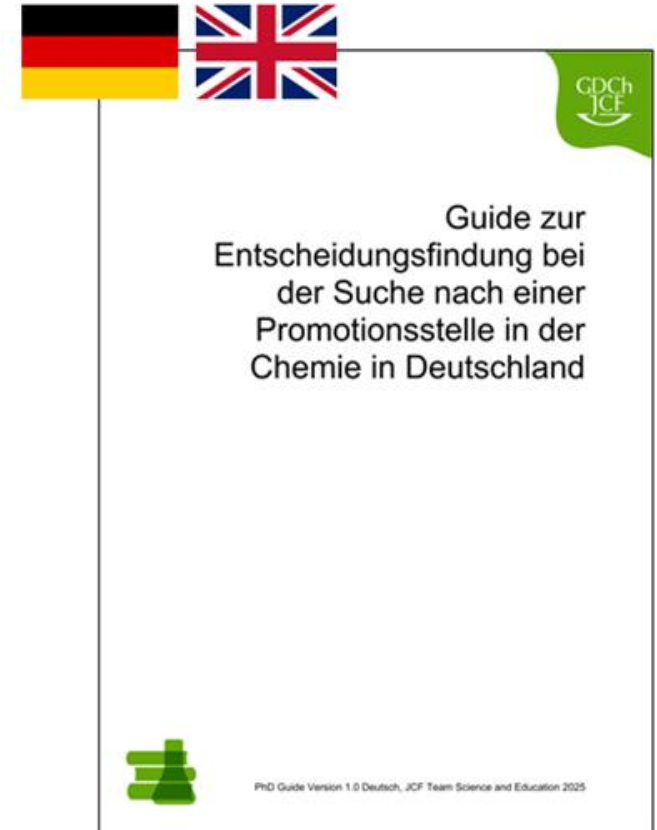 GDCh
JCF
Guide zur
Entscheidungsfindung bei
der Suche nach einer
Promotionsstelle in der
Chemie in Deutschland
PhD Guide Version 1.0 Deutsch, JCF Team Science and Education 2025